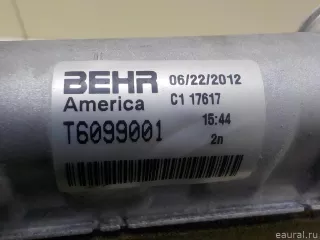 BEHR 06/22/2012
America C1 17617
T6099001 15:44
2n
© eaural.ru